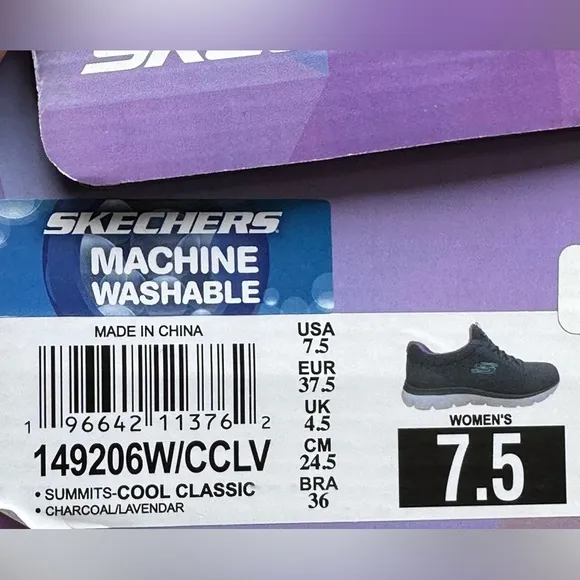 SKECHERS
MACHINE
WASHABLE
MADE IN CHINA
1 96642 11376 2
149206W/CCLV
• SUMMITS-COOL CLASSIC
• CHARCOAL/LAVENDAR
USA
7.5
EUR
37.5
UK
4.5
CM
24.5
BRA
36
WOMEN'S
7.5